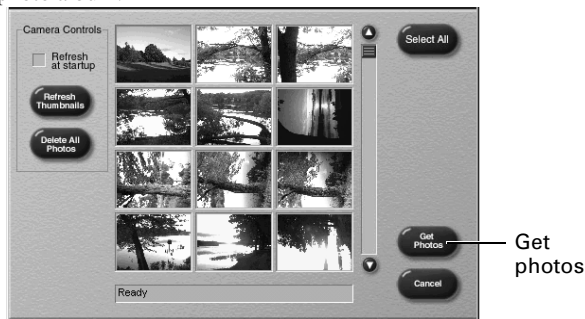 Camera Controls
Refresh
at startup
Refresh
Thumbnails
Delete All
Photos
Select All
Get
Photos
Get
photos
Cancel
Ready